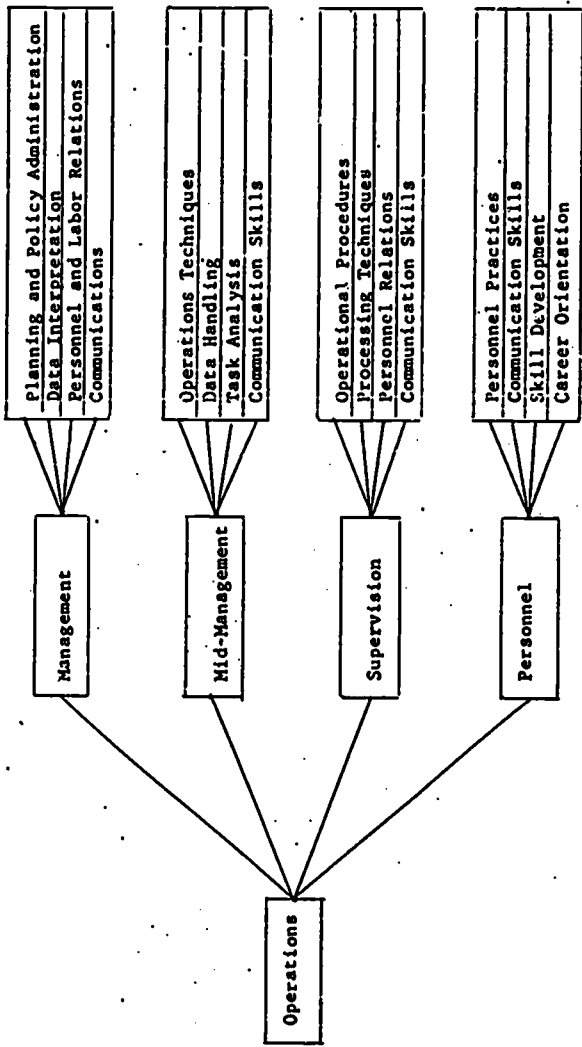 Operations
Management
Planning and Policy Administration
Data Interpretation
Personnel and Labor Relations
Communications
Mid-Management
Operations Techniques
Data Handling
Task Analysis
Communication Skills
Supervision
Operational Procedures
Processing Techniques
Personnel Relations
Communication Skills
Personnel
Personnel Practices
Communication Skills
Skill Development
Career Orientation